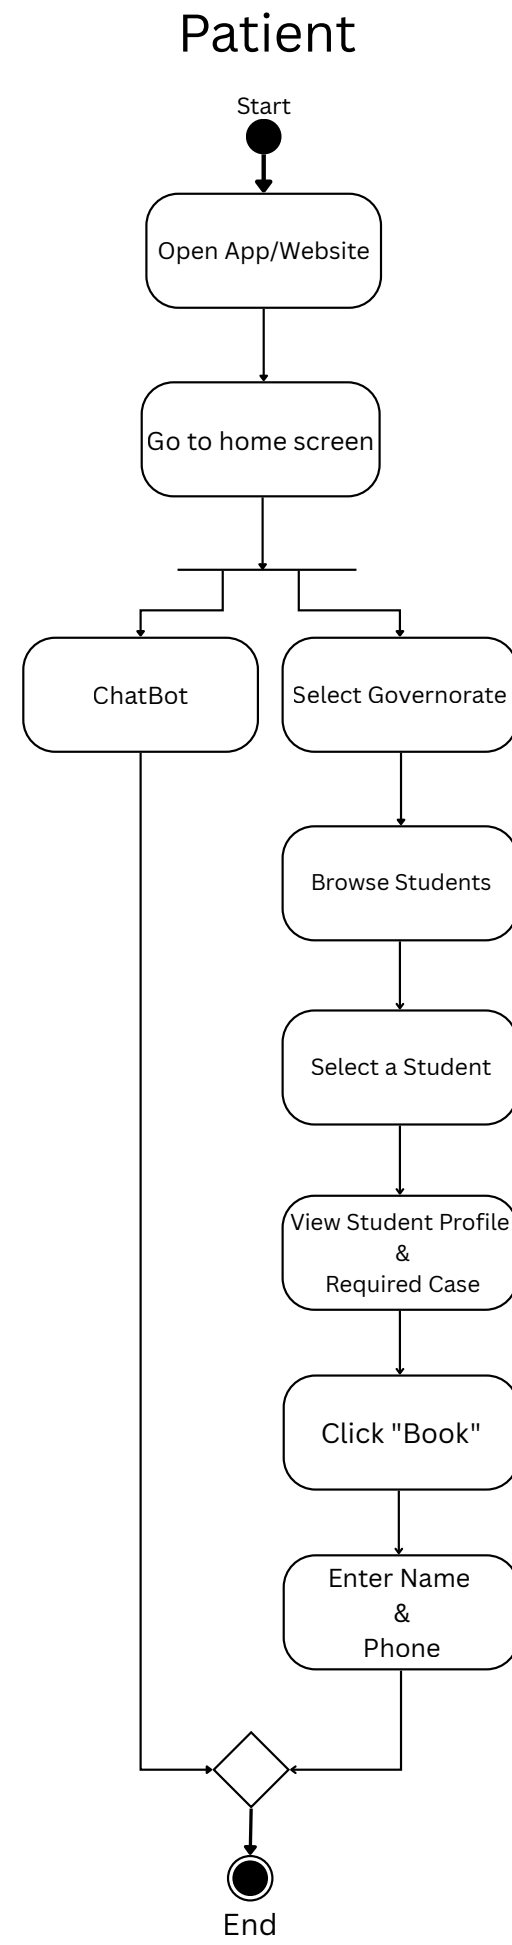 Patient
Start
Open App/Website
Go to home screen
ChatBot
Select Governorate
Browse Students
Select a Student
View Student Profile
&
Required Case
Click "Book"
Enter Name
&
Phone
End